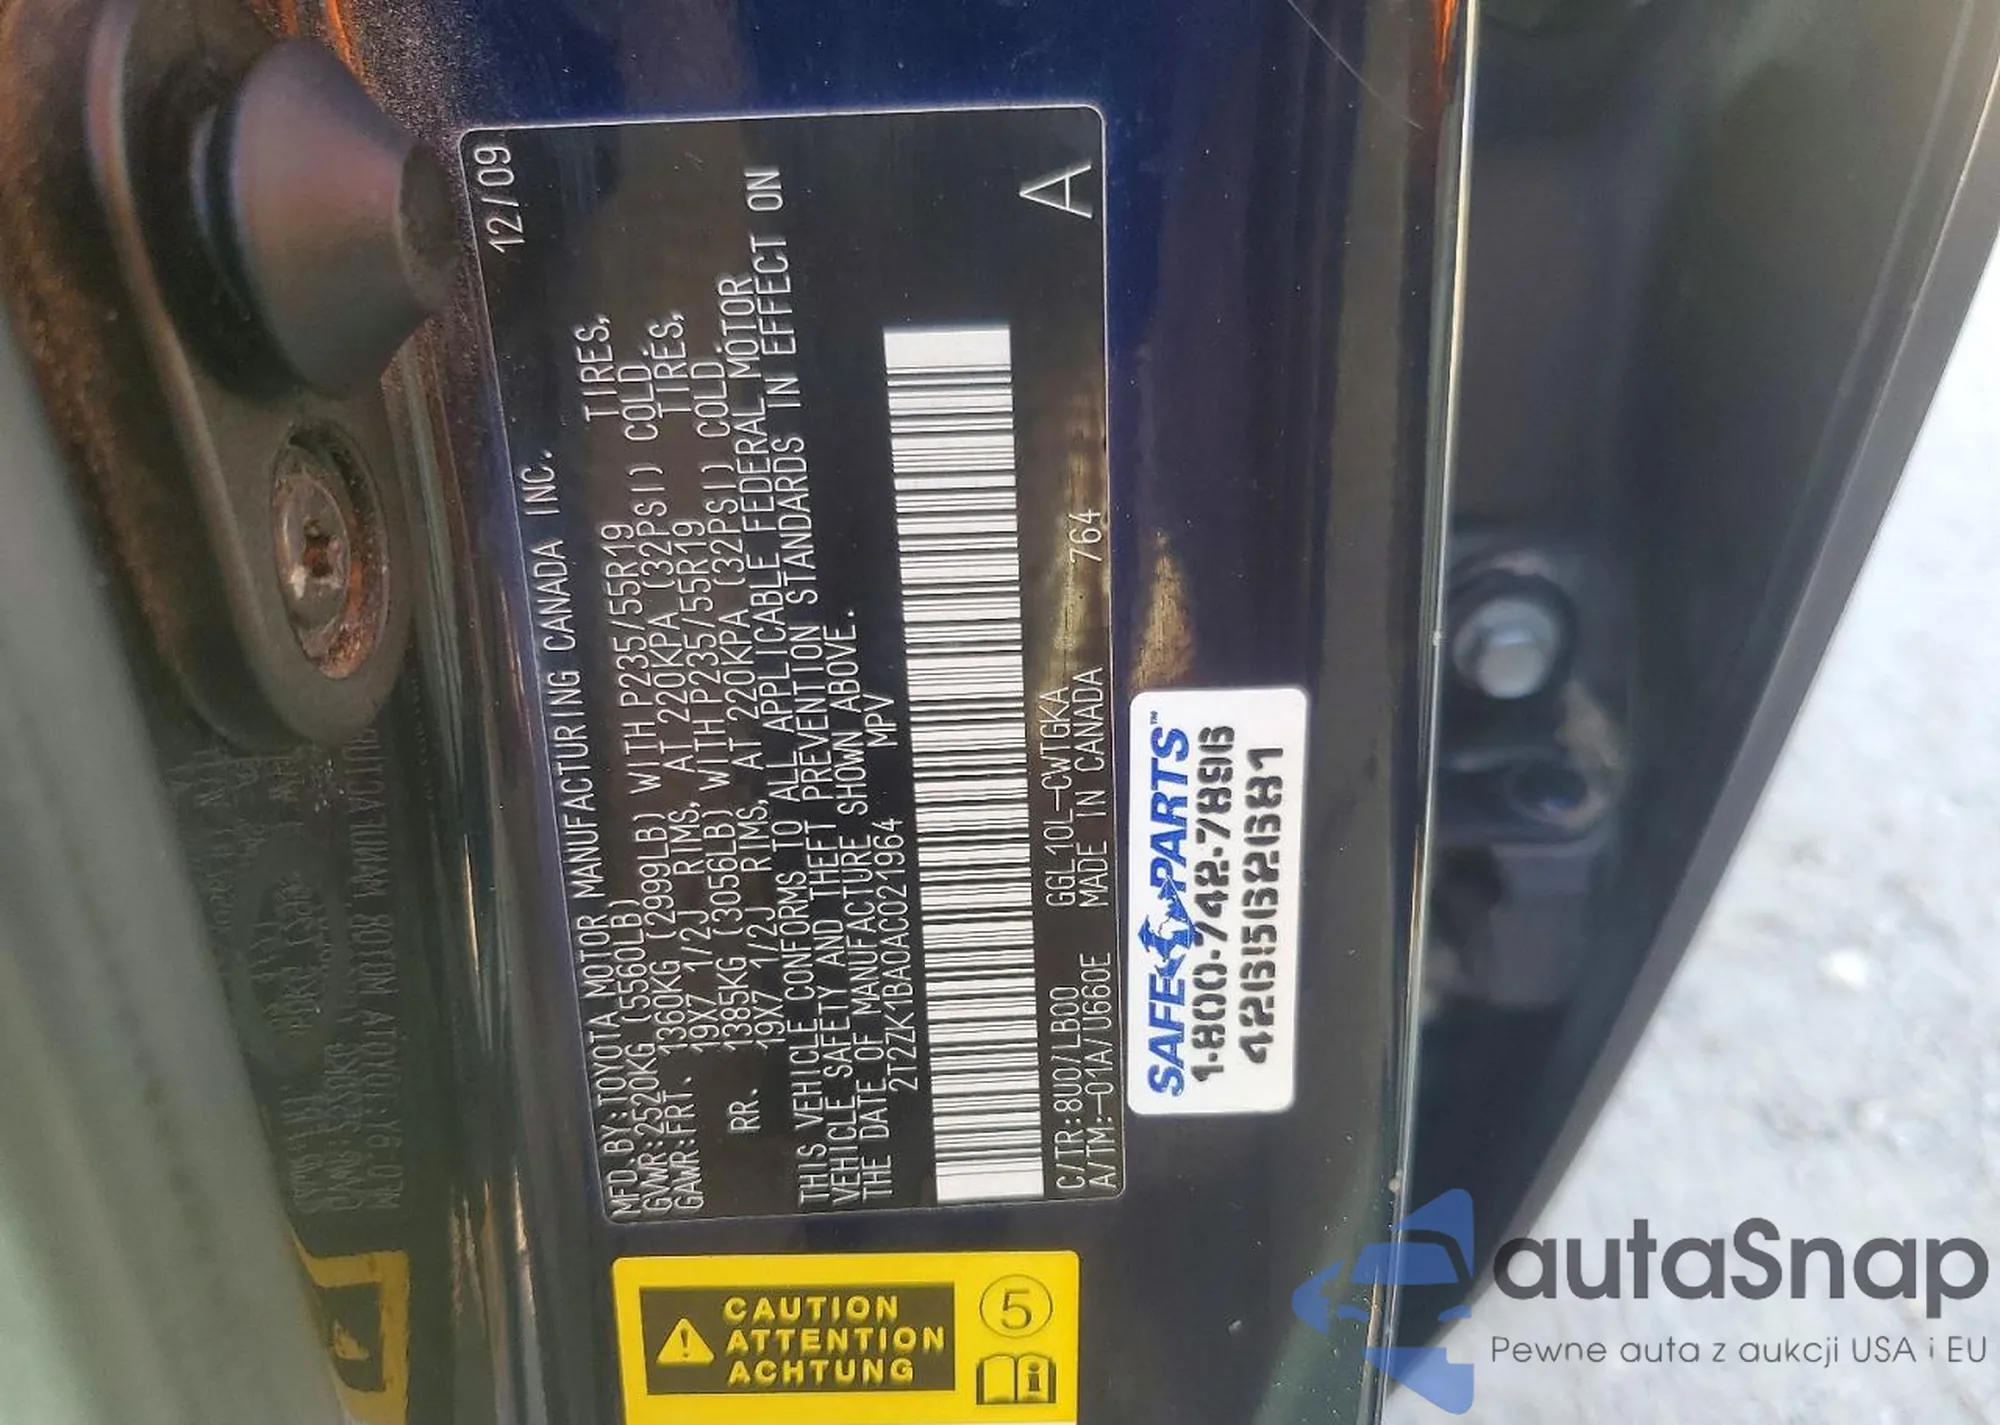 12/09
MFD.BY:TOYOTA MOTOR MANUFACTURING CANADA INC.
GVWR:2520KG (5560LB)
GAWR:FRT. 1360KG (2999LB) WITH P235/55R19 TIRES,
19X7 1/2J RIMS, AT 220KPA (32PSI) COLD.
RR. 1385KG (3056LB) WITH P235/55R19 TIRES,
19X7 1/2J RIMS, AT 220KPA (32PSI) COLD.
THIS VEHICLE CONFORMS TO ALL APPLICABLE FEDERAL MOTOR
VEHICLE SAFETY AND THEFT PREVENTION STANDARDS IN EFFECT ON
THE DATE OF MANUFACTURE SHOWN ABOVE.
2T2ZK1BA0AC021964 MPV
C/TR:8U0/LB00 GGL10L-CWTGKA
A/TM:-01A/U660E MADE IN CANADA 764
A
SAFE PARTS™
1-800-742-7896
4265626681
CAUTION
ATTENTION
ACHTUNG
5
autaSnap
Pewne auta z aukcji USA i EU